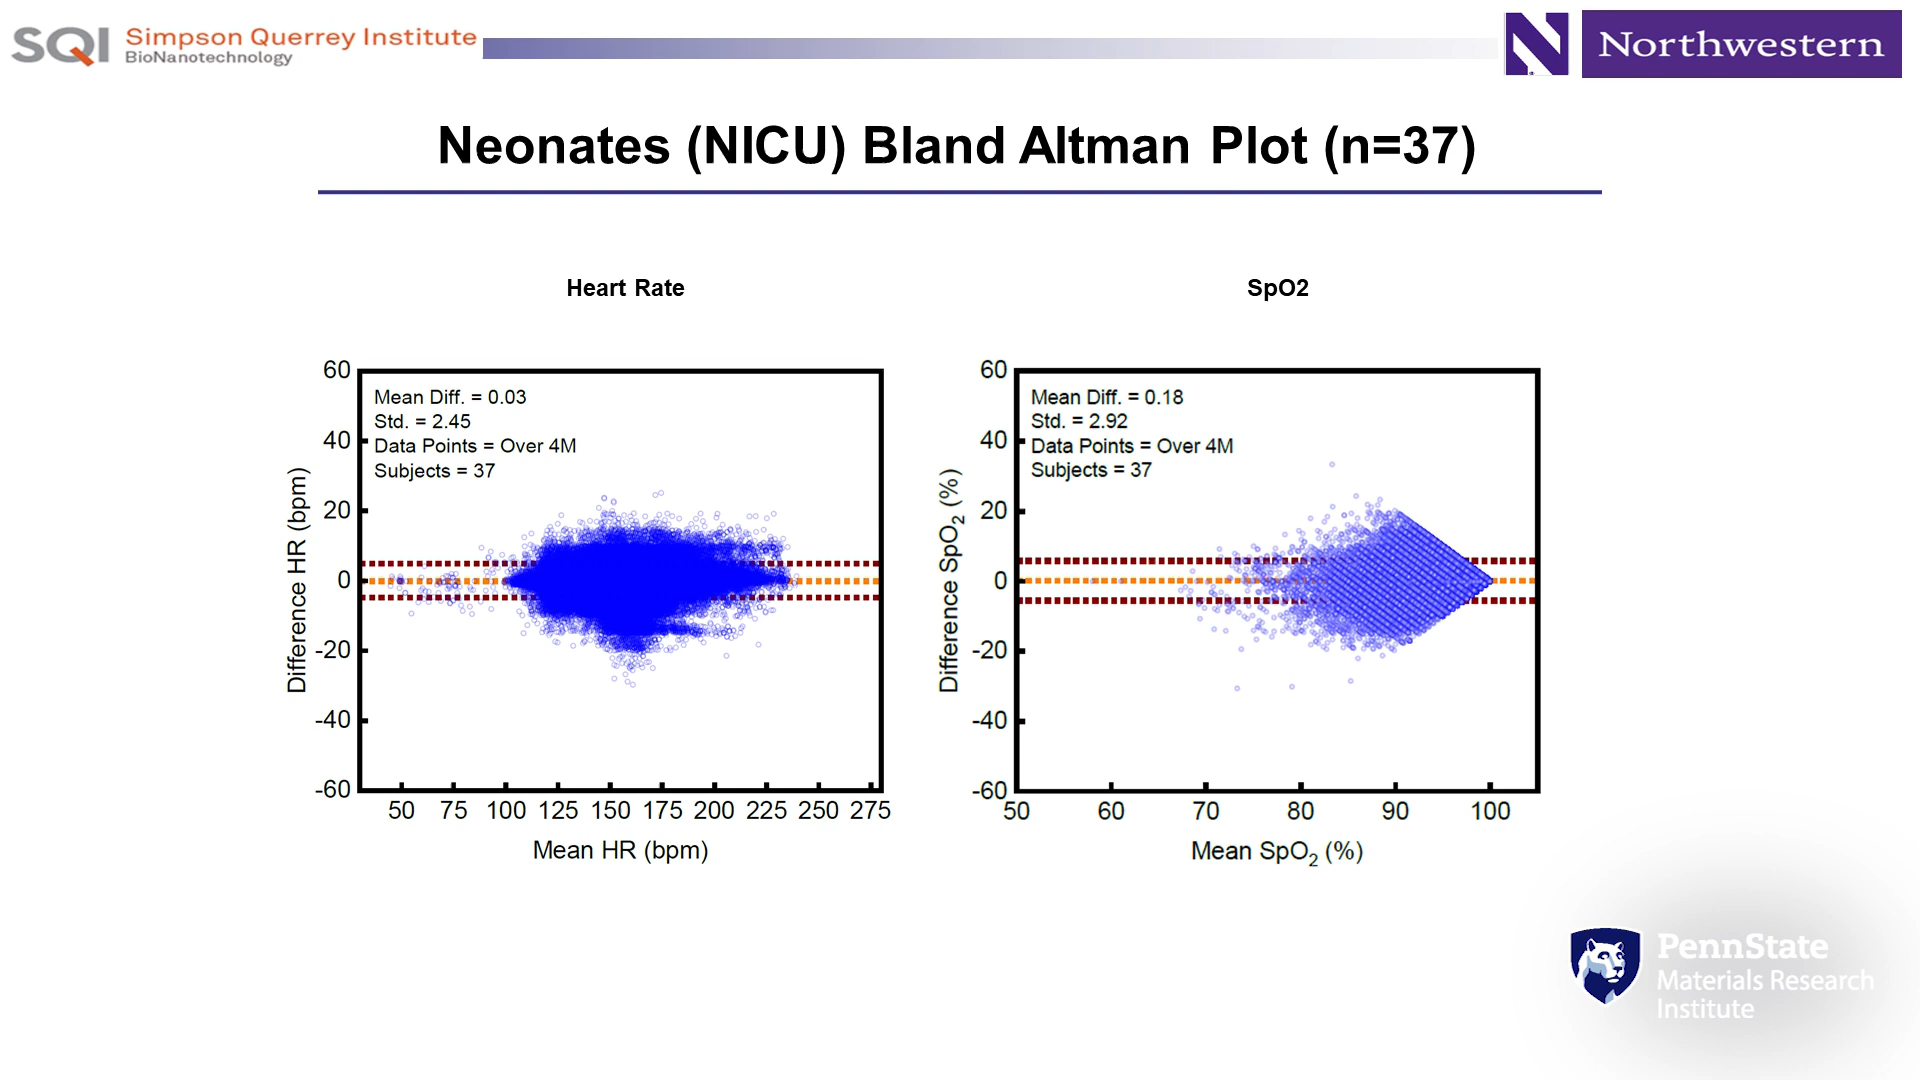 SQI Simpson Querrey Institute
BioNanotechnology
N Northwestern
Neonates (NICU) Bland Altman Plot (n=37)
Heart Rate
SpO2
60
40
20
0
-20
-40
-60
Difference HR (bpm)
Mean Diff. = 0.03
Std. = 2.45
Data Points = Over 4M
Subjects = 37
50 75 100 125 150 175 200 225 250 275
Mean HR (bpm)
60
40
20
0
-20
-40
-60
Difference SpO2 (%)
Mean Diff. = 0.18
Std. = 2.92
Data Points = Over 4M
Subjects = 37
50 60 70 80 90 100
Mean SpO2 (%)
PennState
Materials Research
Institute